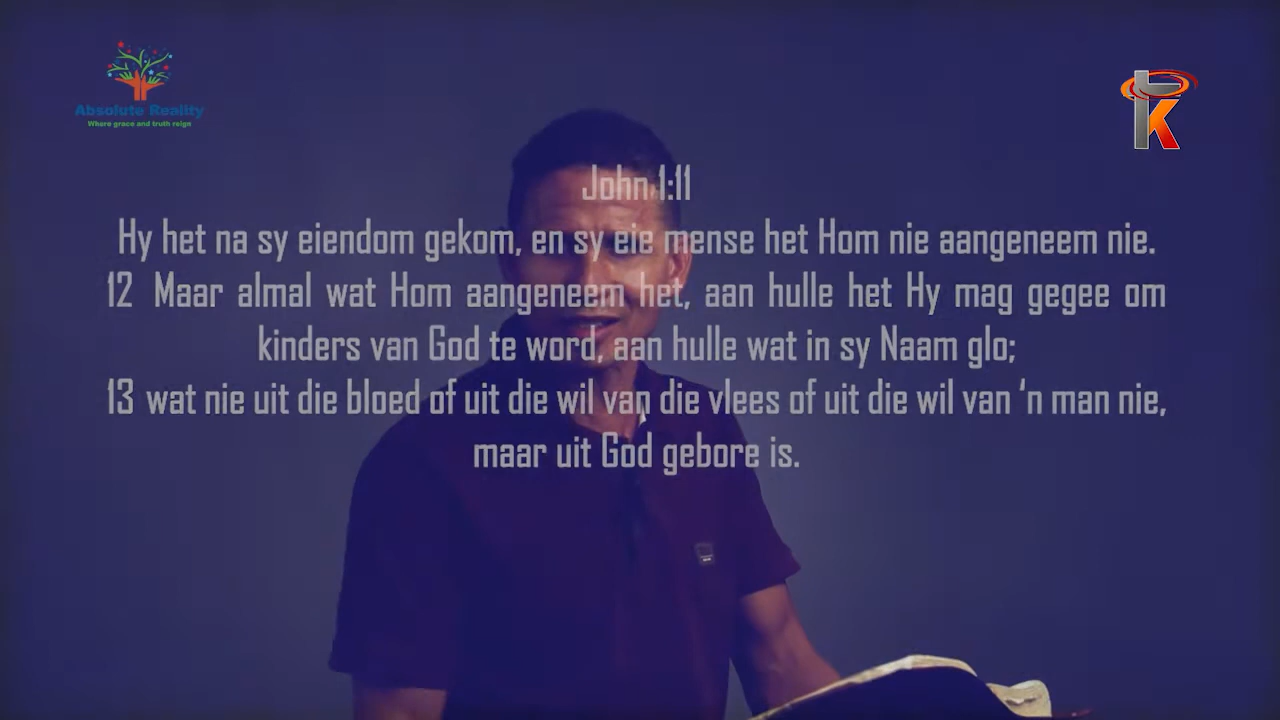 Absolute Reality
Where grace and truth reign
k
John 1:11
Hy het na sy eiendom gekom, en sy eie mense het Hom nie aangeneem nie.
12 Maar almal wat Hom aangeneem het, aan hulle het Hy mag gegee om
kinders van God te word, aan hulle wat in sy Naam glo;
13 wat nie uit die bloed of uit die wil van die vlees of uit die wil van ‘n man nie,
maar uit God gebore is.